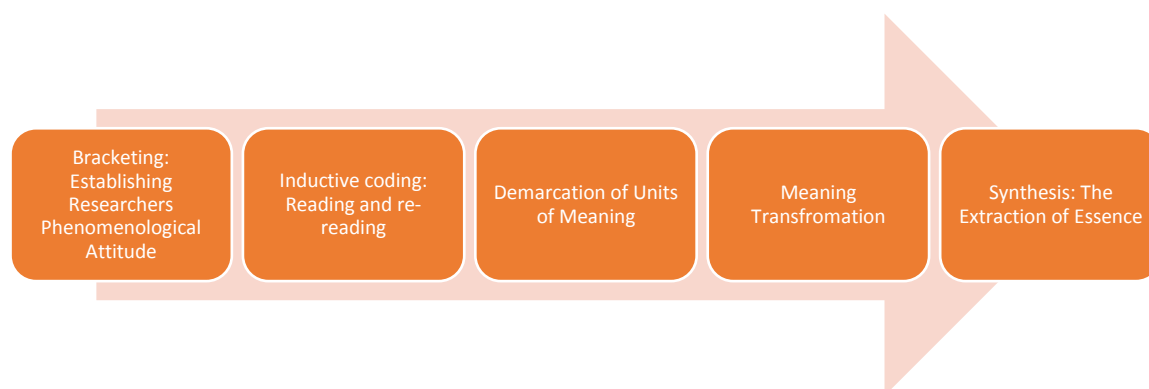 Bracketing:
Establishing
Researchers
Phenomenological
Attitude
Inductive coding:
Reading and re-
reading
Demarcation of Units
of Meaning
Meaning
Transfromation
Synthesis: The
Extraction of Essence